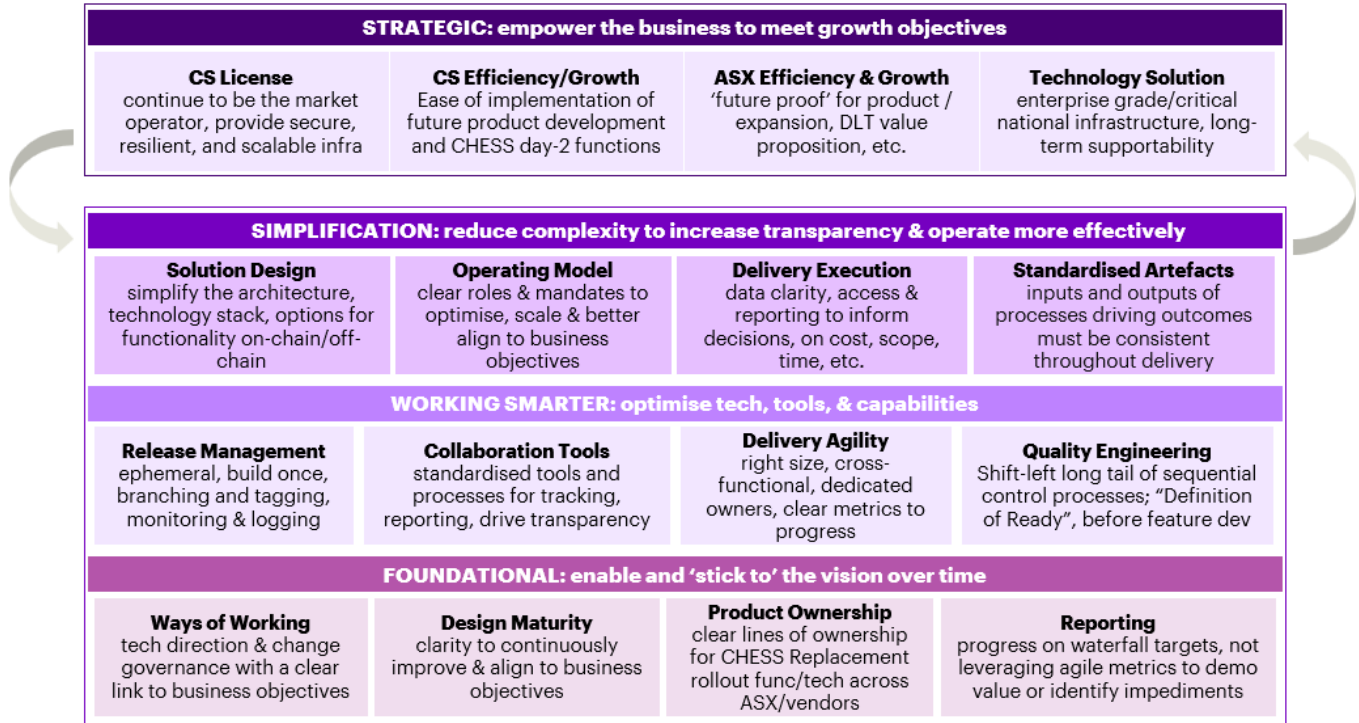 STRATEGIC: empower the business to meet growth objectives
CS License
continue to be the market
operator, provide secure,
resilient, and scalable infra
CS Efficiency/Growth
Ease of implementation of
future product development
and CHESS day-2 functions
ASX Efficiency & Growth
‘future proof’ for product /
expansion, DLT value
proposition, etc.
Technology Solution
enterprise grade/critical
national infrastructure, long-
term supportability
SIMPLIFICATION: reduce complexity to increase transparency & operate more effectively
Solution Design
simplify the architecture,
technology stack, options for
functionality on-chain/off-
chain
Operating Model
clear roles & mandates to
optimise, scale & better
align to business
objectives
Delivery Execution
data clarity, access &
reporting to inform
decisions, on cost, scope,
time, etc.
Standardised Artefacts
inputs and outputs of
processes driving outcomes
must be consistent
throughout delivery
WORKING SMARTER: optimise tech, tools, & capabilities
Release Management
ephemeral, build once,
branching and tagging,
monitoring & logging
Collaboration Tools
standardised tools and
processes for tracking,
reporting, drive transparency
Delivery Agility
right size, cross-
functional, dedicated
owners, clear metrics to
progress
Quality Engineering
Shift-left long tail of sequential
control processes; “Definition
of Ready”, before feature dev
FOUNDATIONAL: enable and ‘stick to’ the vision over time
Ways of Working
tech direction & change
governance with a clear
link to business objectives
Design Maturity
clarity to continuously
improve & align to business
objectives
Product Ownership
clear lines of ownership
for CHESS Replacement
rollout func/tech across
ASX/vendors
Reporting
progress on waterfall targets, not
leveraging agile metrics to demo
value or identify impediments